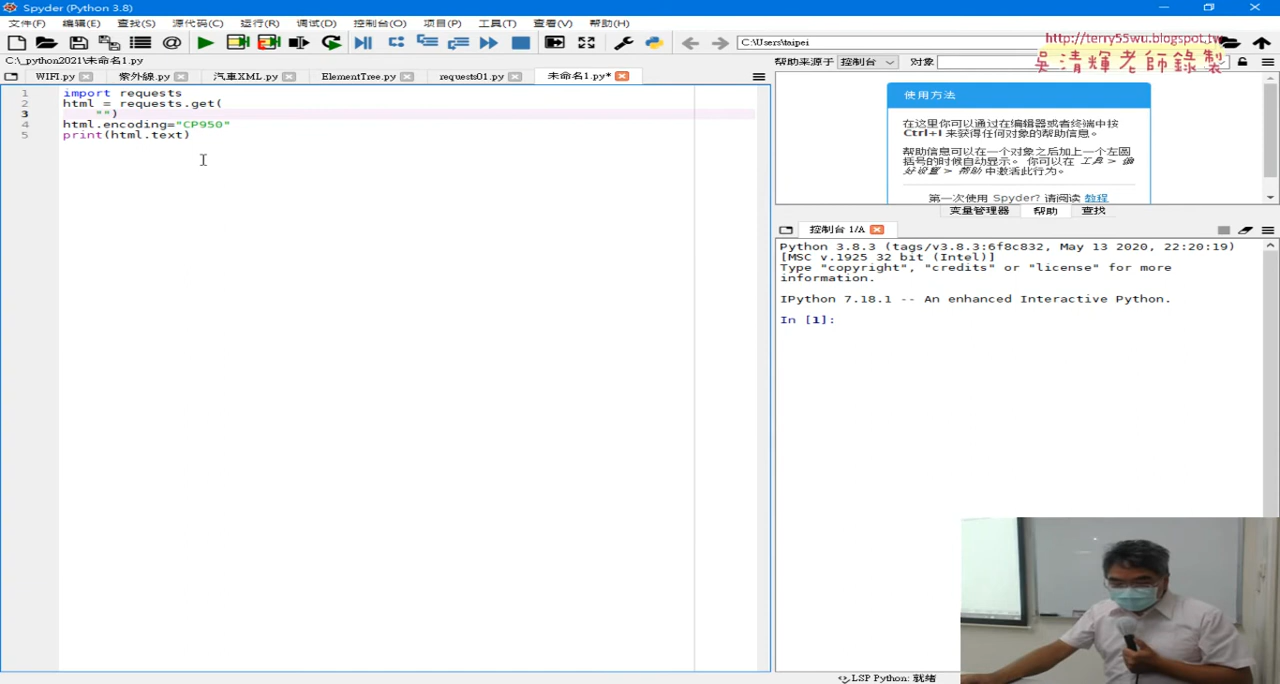 Spyder (Python 3.8)
文件(F) 编辑(E) 查找(S) 源代码(C) 运行(R) 调试(D) 控制台(O) 项目(P) 工具(T) 查看(V) 帮助(H)
C:\Users\taipei
http://terry55wu.blogspot.tw
吳清輝老師錄製
C:\_python2021\未命名1.py
WIFI.py 紫外線.py 汽車XML.py ElementTree.py requests01.py 未命名1.py*
帮助来源于 控制台 对象
1 import requests
2 html = requests.get(
3 "")
4 html.encoding="CP950"
5 print(html.text)
使用方法
在这里你可以通过在编辑器或者终端中按
Ctrl+I 来获得任何对象的帮助信息。
帮助信息可以在一个对象之后加上一个左圆
括号的时候自动显示。 你可以在 工具 > 偏
好设置 > 帮助 中激活此行为。
第一次使用 Spyder? 请阅读 教程
变量管理器 帮助 查找
控制台 1/A
Python 3.8.3 (tags/v3.8.3:6f8c832, May 13 2020, 22:20:19)
[MSC v.1925 32 bit (Intel)]
Type "copyright", "credits" or "license" for more
information.
IPython 7.18.1 -- An enhanced Interactive Python.
In [1]:
LSP Python: 就绪